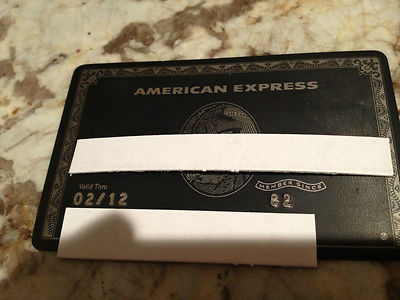 AMERICAN EXPRESS
Valid Thru
MEMBER SINCE
02/12 82